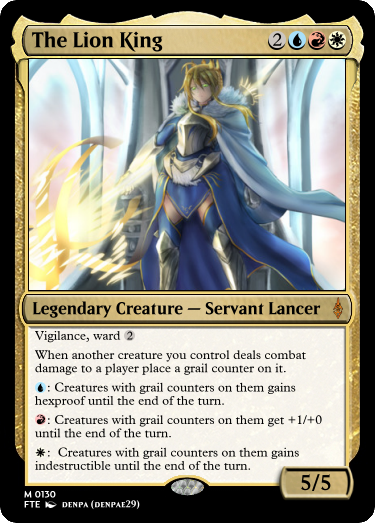 The Lion King 2
Legendary Creature — Servant Lancer
Vigilance, ward 2
When another creature you control deals combat
damage to a player place a grail counter on it.
: Creatures with grail counters on them gains
hexproof until the end of the turn.
: Creatures with grail counters on them get +1/+0
until the end of the turn.
: Creatures with grail counters on them gains
indestructible until the end of the turn.
5/5
M 0130
FTE DENPA (DENPAE29)